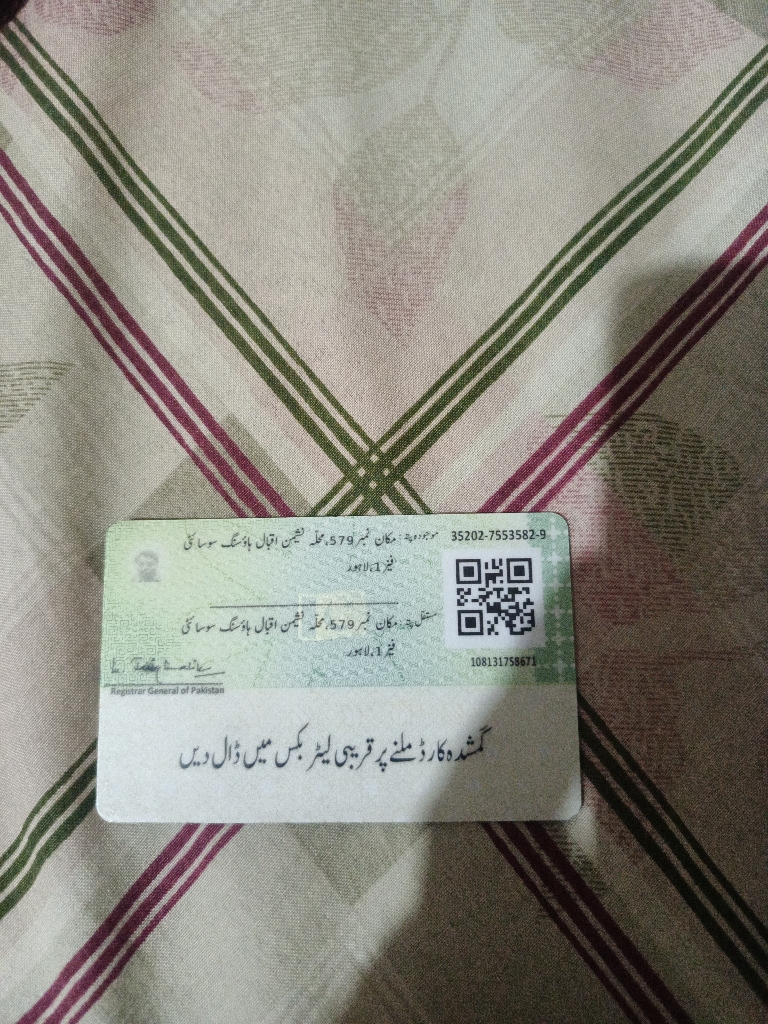 35202-7553582-9
موجودہ پتہ: مکان نمبر 579، محلہ نشیمن اقبال ہاؤسنگ سوسائٹی
فیز 1، لاہور
مستقل پتہ: مکان نمبر 579، محلہ نشیمن اقبال ہاؤسنگ سوسائٹی
فیز 1، لاہور
108131758671
Registrar General of Pakistan
گمشدہ کارڈ ملنے پر قریبی لیٹر بکس میں ڈال دیں